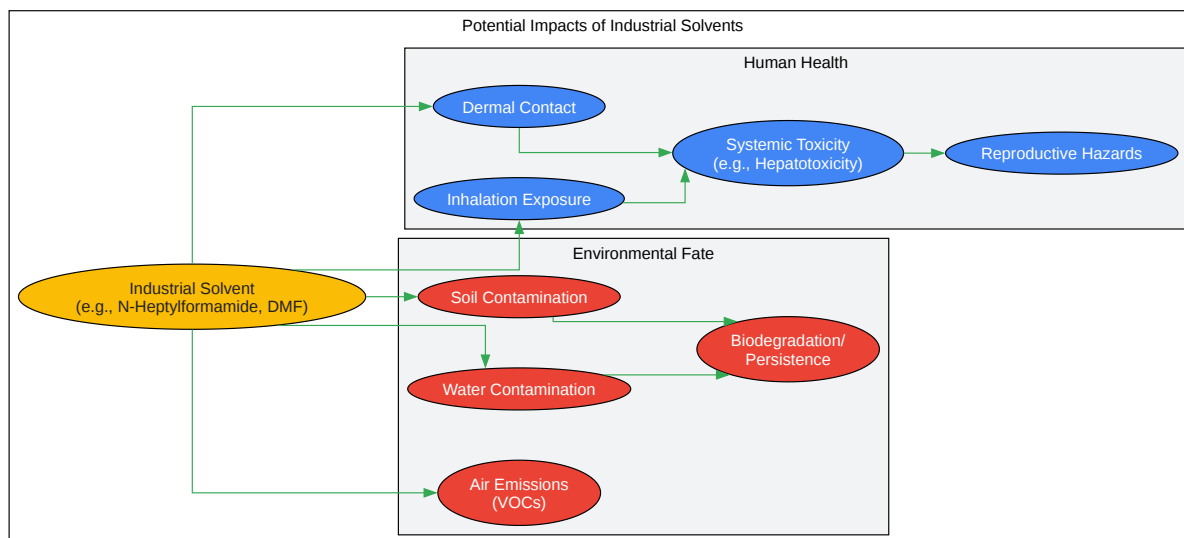 Potential Impacts of Industrial Solvents
Human Health
Dermal Contact
Systemic Toxicity
(e.g., Hepatotoxicity)
Reproductive Hazards
Inhalation Exposure
Environmental Fate
Industrial Solvent
(e.g., N-Heptylformamide, DMF)
Soil Contamination
Biodegradation/
Persistence
Water Contamination
Air Emissions
(VOCs)